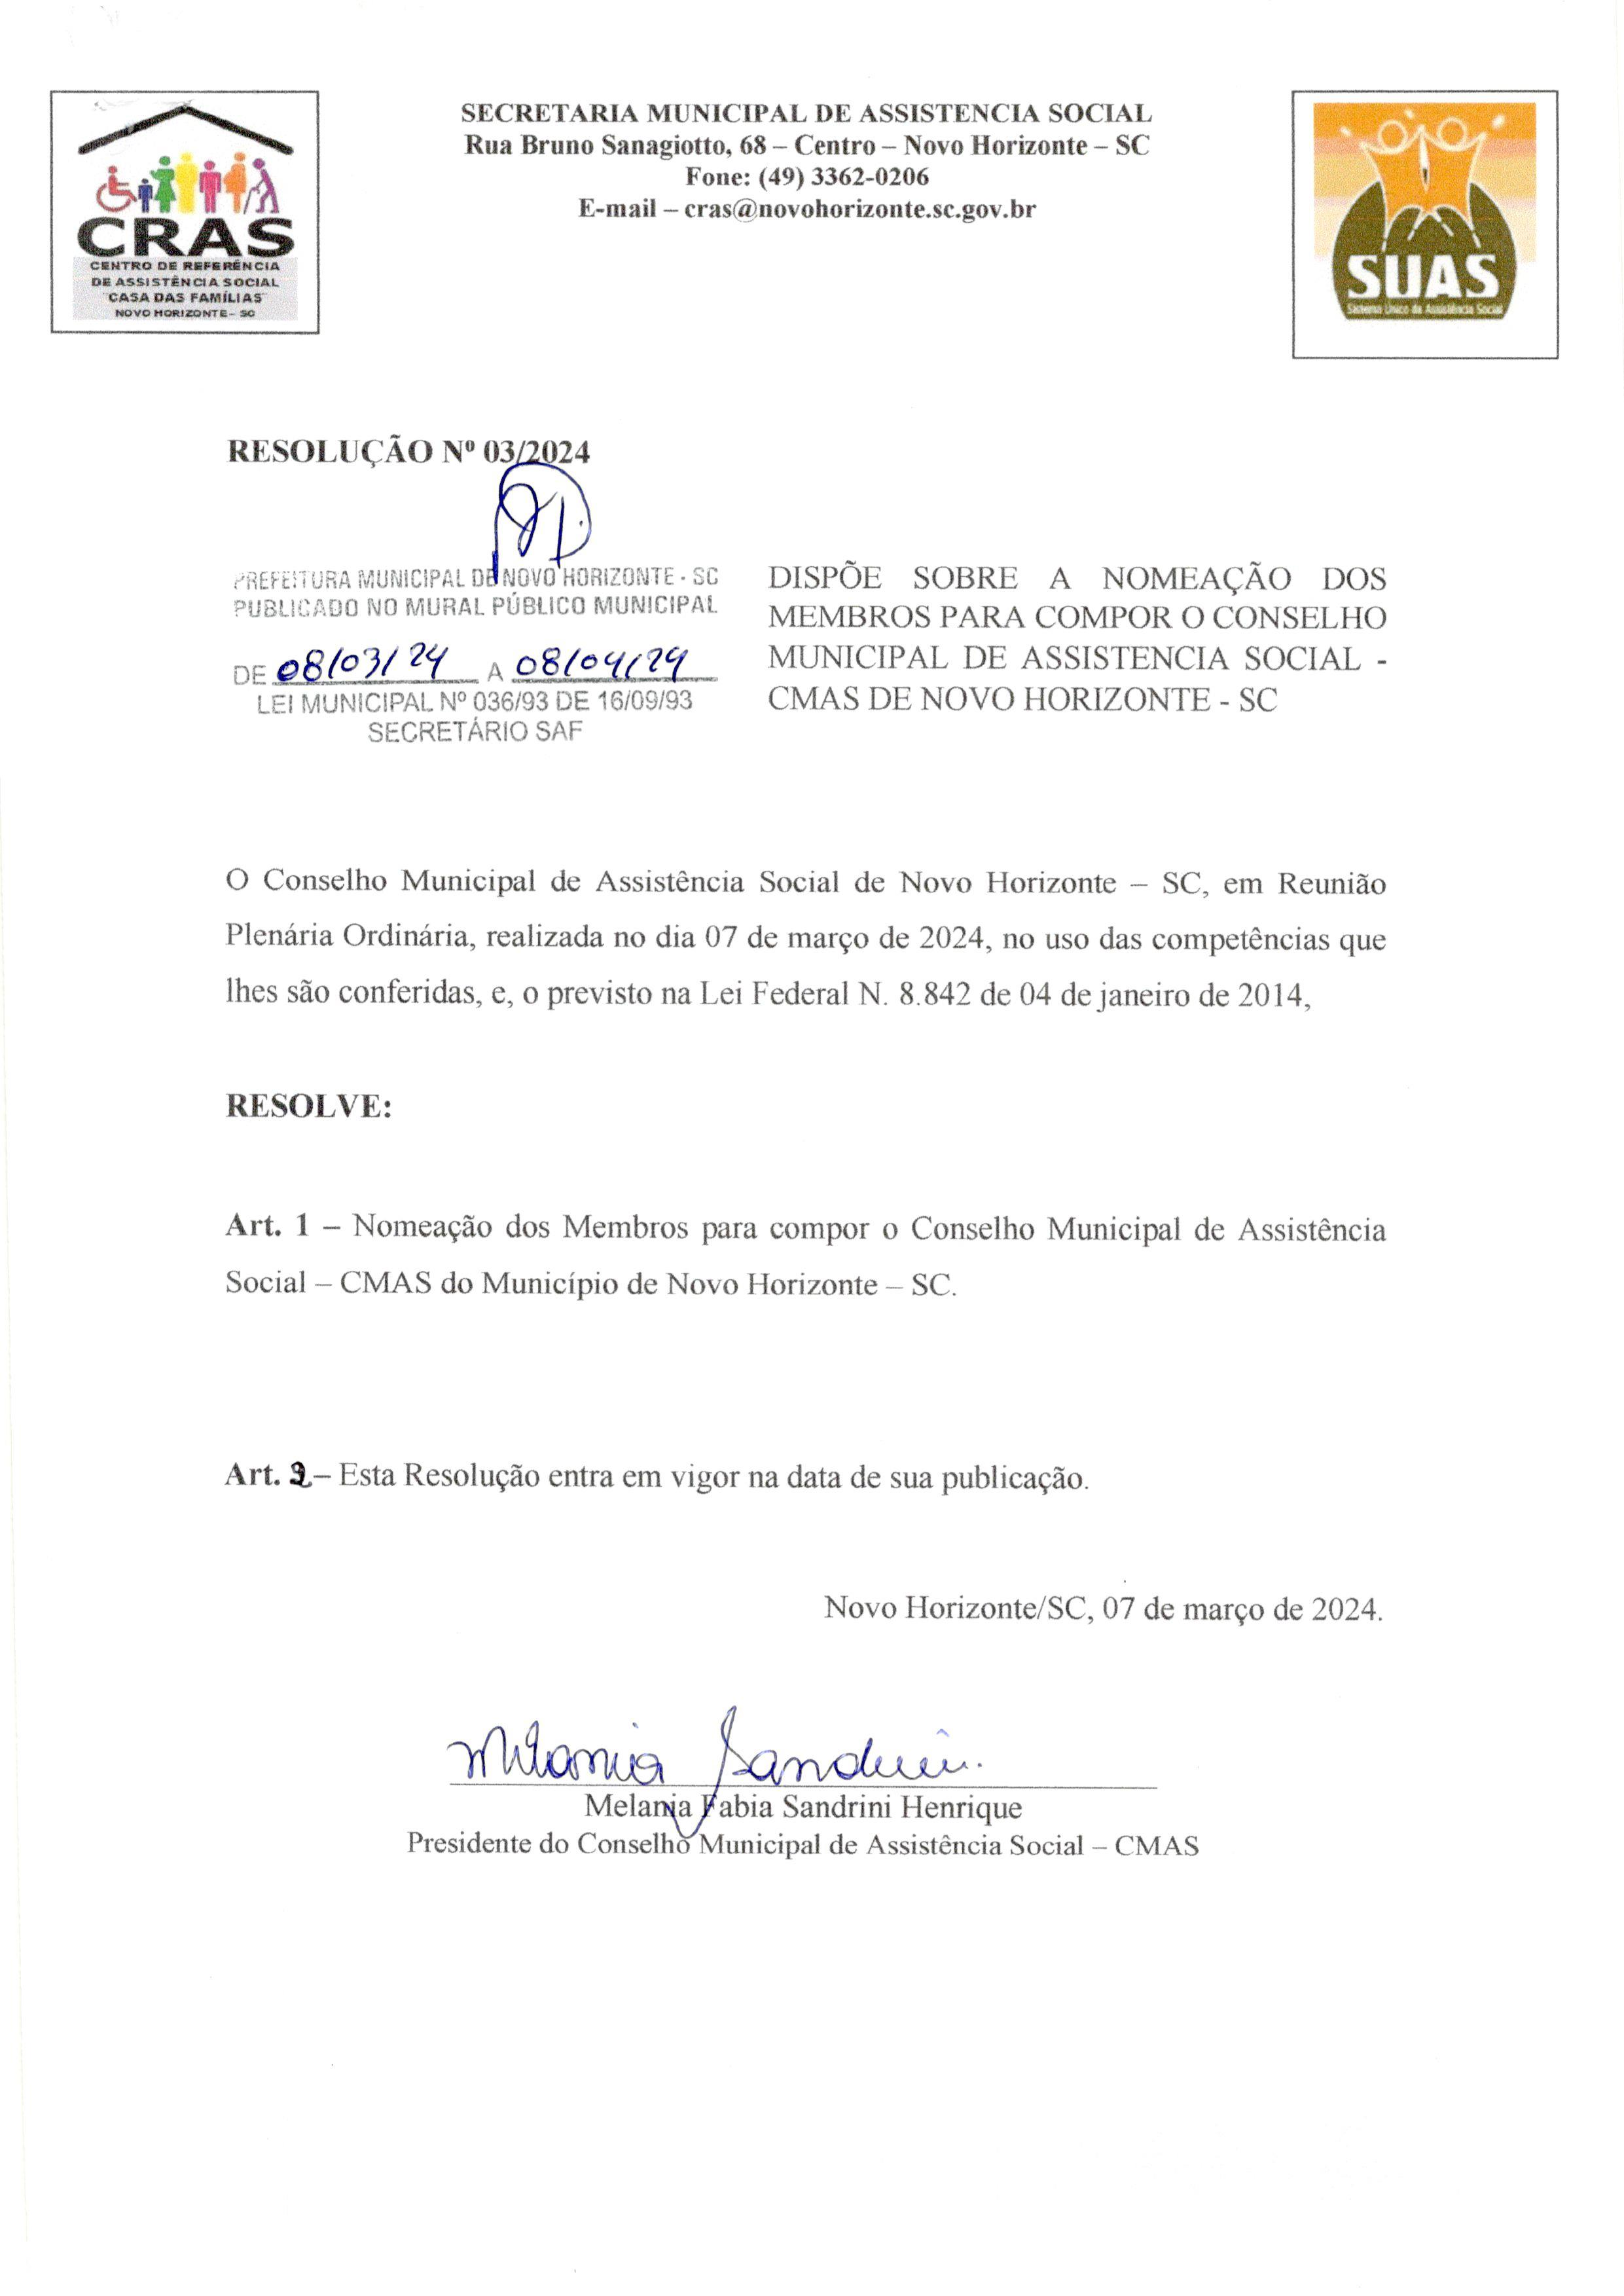 CRAS
CENTRO DE REFERÊNCIA
DE ASSISTÊNCIA SOCIAL
"CASA DAS FAMÍLIAS"
NOVO HORIZONTE - SC
SECRETARIA MUNICIPAL DE ASSISTENCIA SOCIAL
Rua Bruno Sanagiotto, 68 – Centro – Novo Horizonte – SC
Fone: (49) 3362-0206
E-mail – cras@novohorizonte.sc.gov.br
SUAS
Sistema Único de Assistência Social
RESOLUÇÃO Nº 03/2024
PREFEITURA MUNICIPAL DE NOVO HORIZONTE - SC
PUBLICADO NO MURAL PÚBLICO MUNICIPAL
DE 08/03/24 A 08/04/24
LEI MUNICIPAL Nº 036/93 DE 16/09/93
SECRETÁRIO SAF
DISPÕE SOBRE A NOMEAÇÃO DOS
MEMBROS PARA COMPOR O CONSELHO
MUNICIPAL DE ASSISTENCIA SOCIAL -
CMAS DE NOVO HORIZONTE - SC
O Conselho Municipal de Assistência Social de Novo Horizonte – SC, em Reunião
Plenária Ordinária, realizada no dia 07 de março de 2024, no uso das competências que
lhes são conferidas, e, o previsto na Lei Federal N. 8.842 de 04 de janeiro de 2014,
RESOLVE:
Art. 1 – Nomeação dos Membros para compor o Conselho Municipal de Assistência
Social – CMAS do Município de Novo Horizonte – SC.
Art. 2 – Esta Resolução entra em vigor na data de sua publicação.
Novo Horizonte/SC, 07 de março de 2024.
Melania Sandrini
Melania Fabia Sandrini Henrique
Presidente do Conselho Municipal de Assistência Social – CMAS